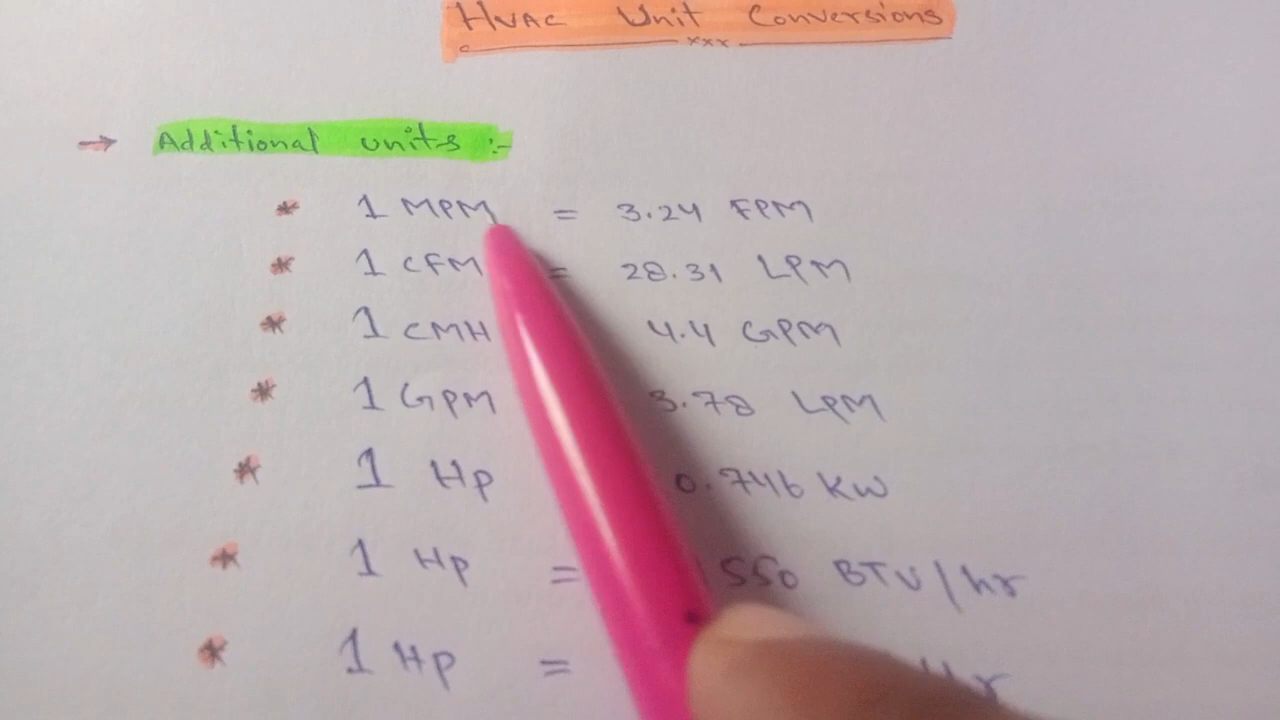 HVAC Unit Conversions
xxx
→ Additional units :-
* 1 MPM = 3.24 FPM
* 1 CFM = 28.31 LPM
* 1 CMH 4.4 GPM
* 1 GPM 3.78 LPM
* 1 Hp 0.746 KW
* 1 Hp = 550 BTU/hr
* 1 Hp =